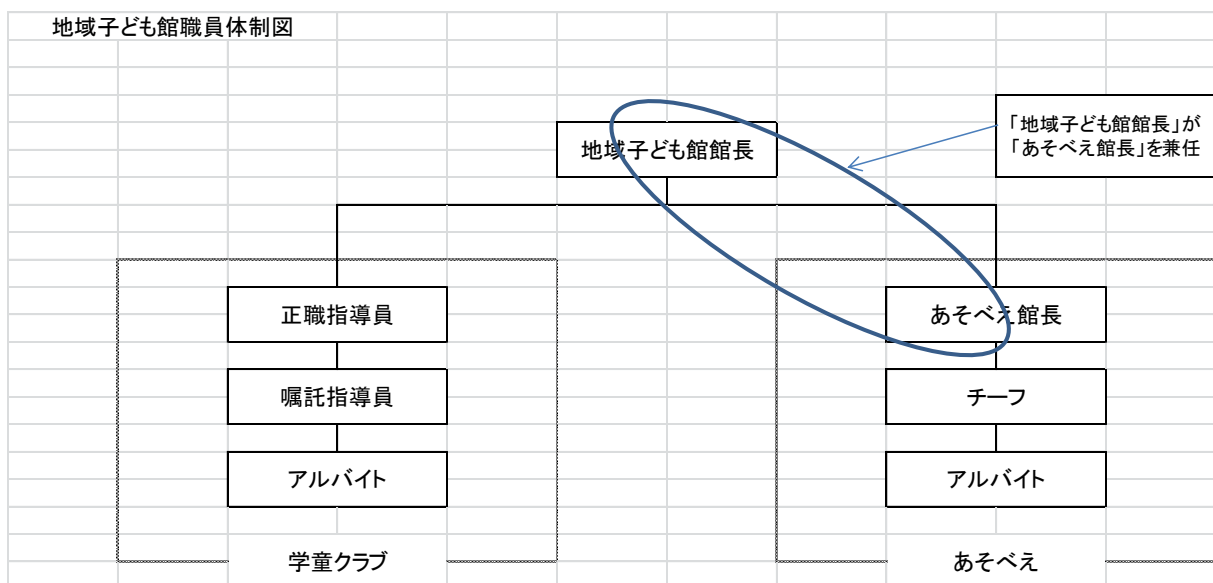 地域子ども館職員体制図
「地域子ども館館長」が
「あそべえ館長」を兼任
地域子ども館館長
正職指導員
あそべえ館長
嘱託指導員
チーフ
アルバイト
アルバイト
学童クラブ
あそべえ